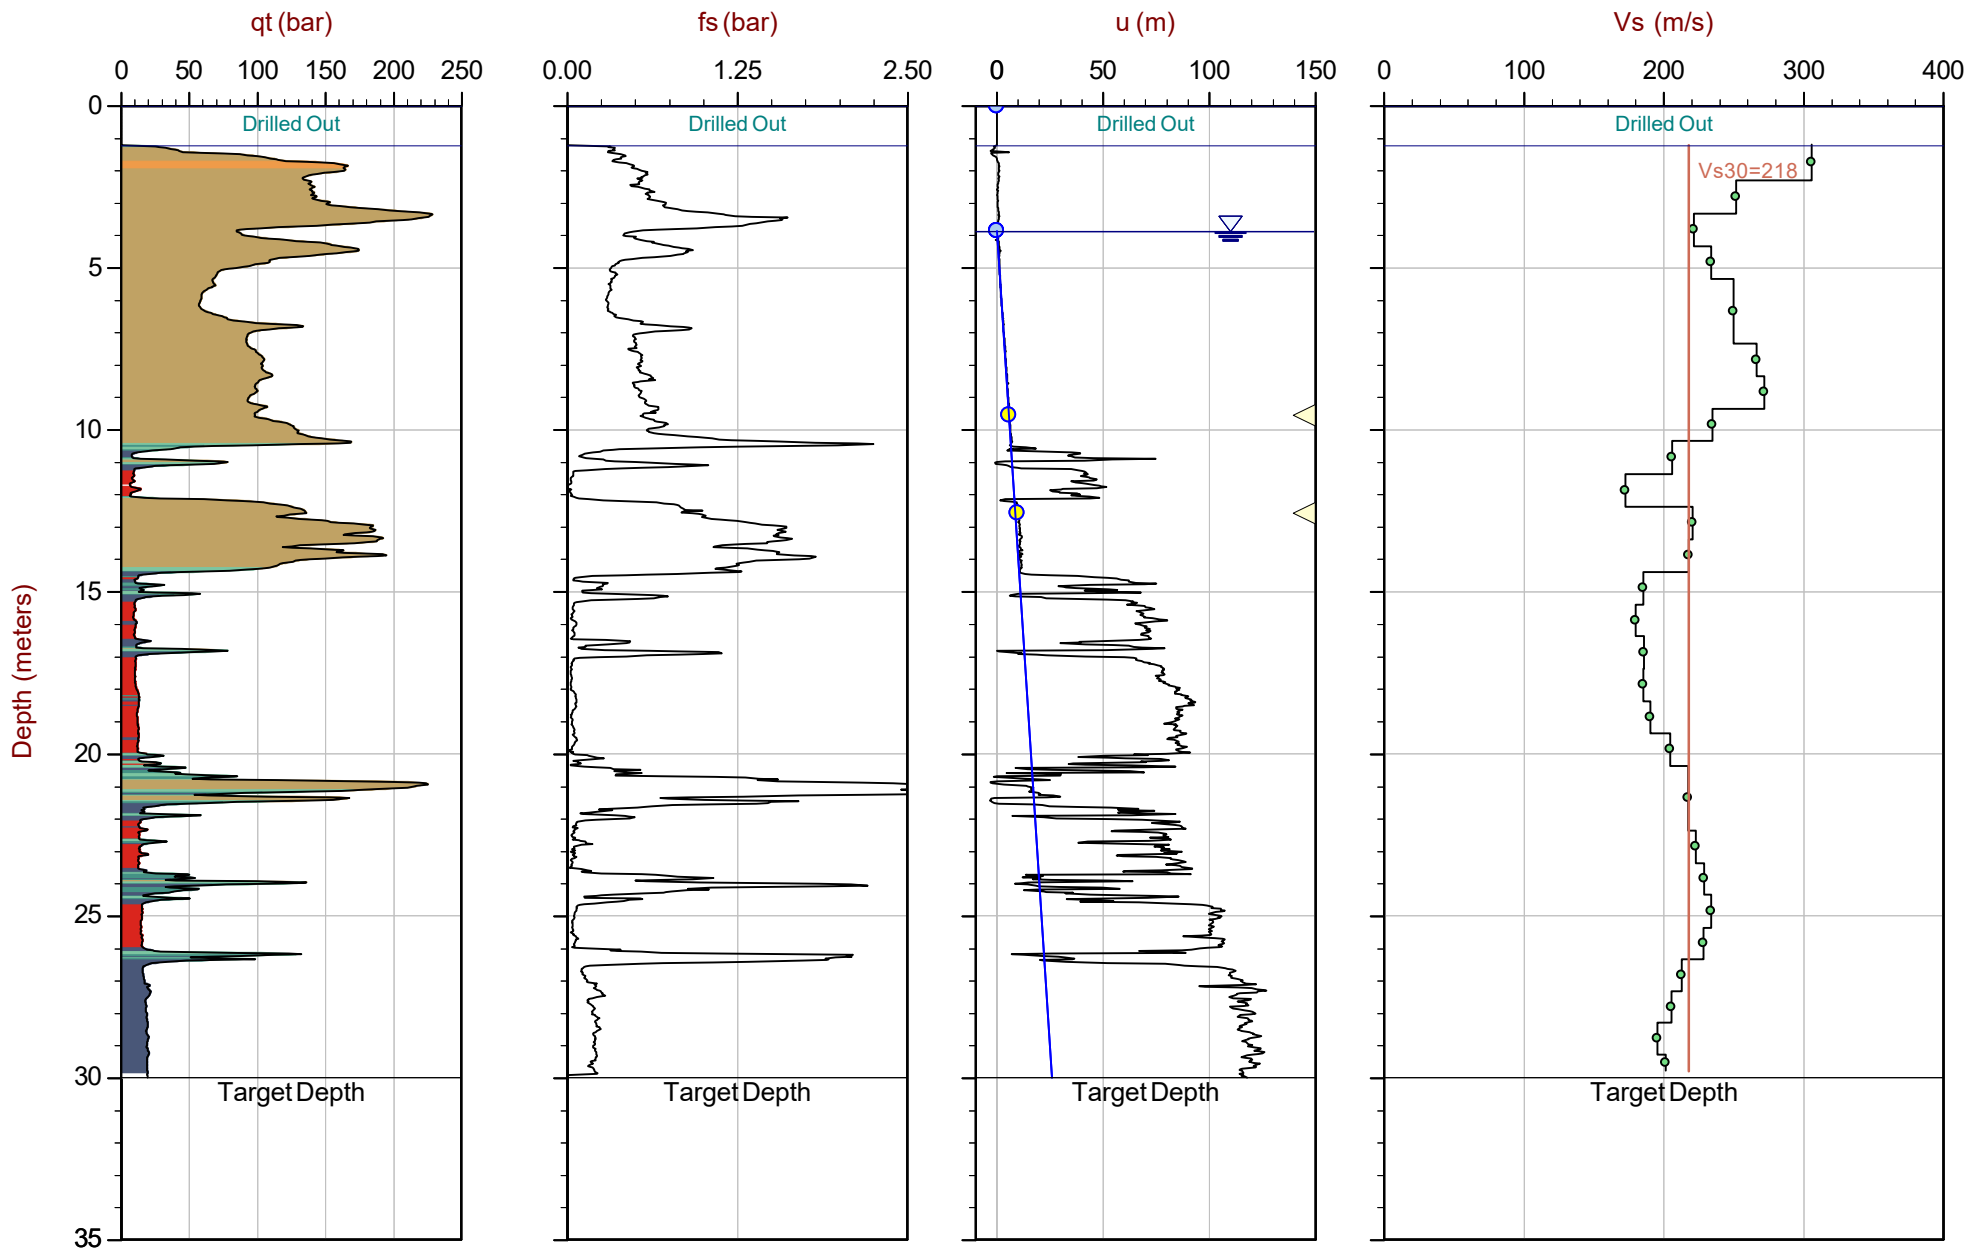 qt (bar) fs (bar) u (m) Vs (m/s)
0 50 100 150 200 250 0.00 1.25 2.50 0 50 100 150 0 100 200 300 400
0
Drilled Out Drilled Out Drilled Out Drilled Out
Vs30=218
5
10
15
Depth (meters)
20
25
30
Target Depth Target Depth Target Depth Target Depth
35